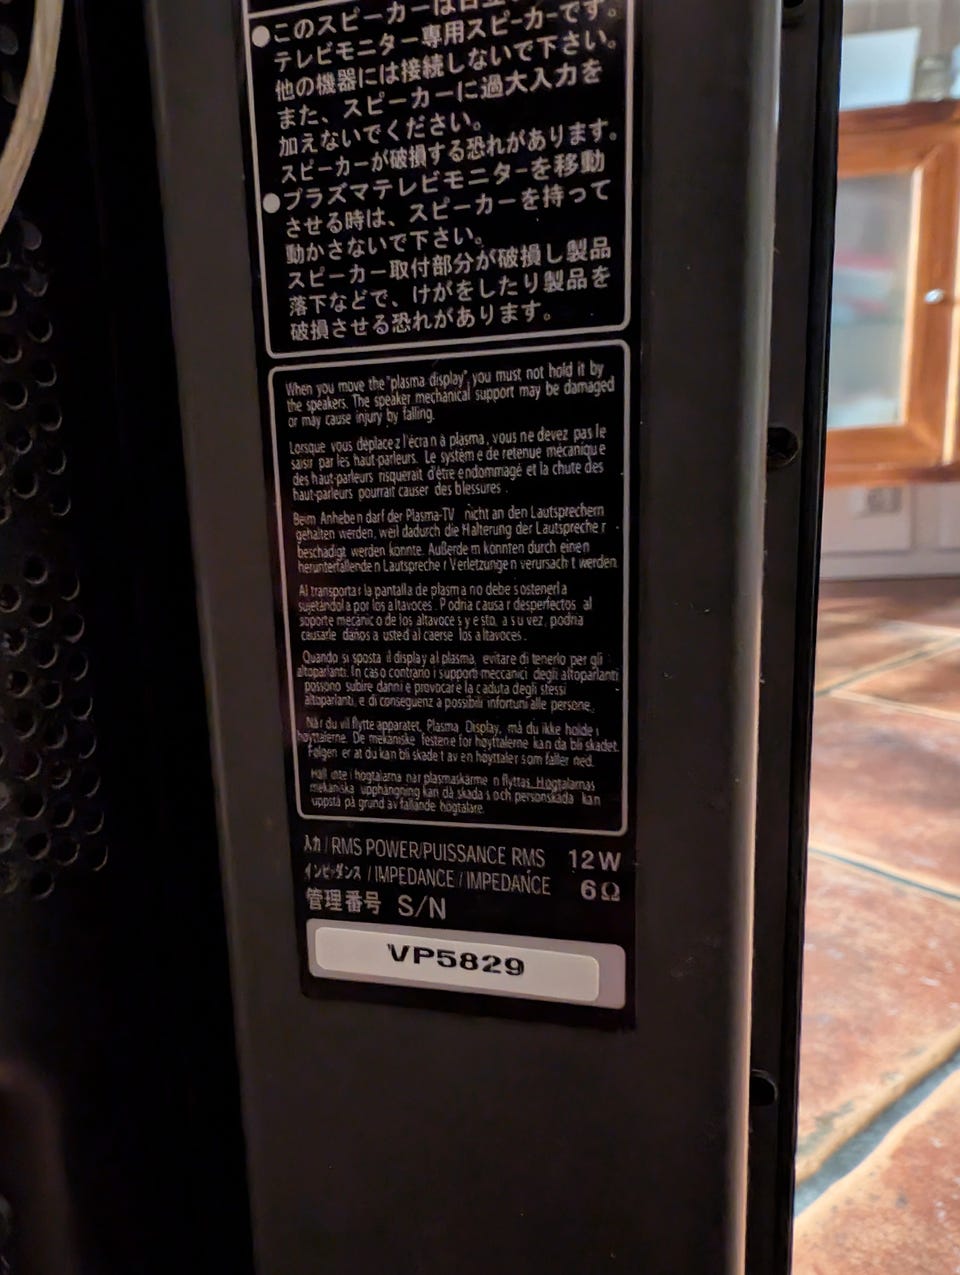 ●このスピーカーは日立
テレビモニター専用スピーカーです。
他の機器には接続しないで下さい。
また、スピーカーに過大入力を
加えないでください。
スピーカーが破損する恐れがあります。
●プラズマテレビモニターを移動
させる時は、スピーカーを持って
動かさないで下さい。
スピーカー取付部分が破損し製品
落下などで、けがをしたり製品を
破損させる恐れがあります。
When you move the "plasma display", you must not hold it by
the speakers. The speaker mechanical support may be damaged
or may cause injury by falling.
Lorsque vous déplacez l'écran à plasma, vous ne devez pas le
saisir par les haut-parleurs. Le système de retenue mécanique
des haut-parleurs risquerait d'être endommagé et la chute des
haut-parleurs pourrait causer des blessures.
Beim Anheben darf der Plasma-TV nicht an den Lautsprechern
gehalten werden, weil dadurch die Halterung der Lautsprecher
beschädigt werden könnte. Außerdem könnten durch einen
herunterfallenden Lautsprecher Verletzungen verursacht werden.
Al transportar la pantalla de plasma no debe sostenerla
sujetándola por los altavoces. Podría causar desperfectos al
soporte mecánico de los altavoces y esto, a su vez, podría
causarle daños a usted al caerse los altavoces.
Quando si sposta il display al plasma, evitare di tenerlo per gli
altoparlanti. In caso contrario i supporti meccanici degli altoparlanti
possono subire danni e provocare la caduta degli stessi
altoparlanti, e di conseguenza possibili infortuni alle persone.
Når du vil flytte apparatet, Plasma Display, må du ikke holde i
høyttalerne. De mekaniske festene for høyttalerne kan da bli skadet.
Følgen er at du kan bli skadet av en høyttaler som faller ned.
Håll inte i högtalarna när plasmaskärmen flyttas. Högtalarnas
mekaniska upphängning kan då skadas och personskada kan
uppstå på grund av fallande högtalare.
入力/RMS POWER/PUISSANCE RMS 12W
インピーダンス/IMPEDANCE/IMPEDANCE 6Ω
管理番号 S/N
VP5829